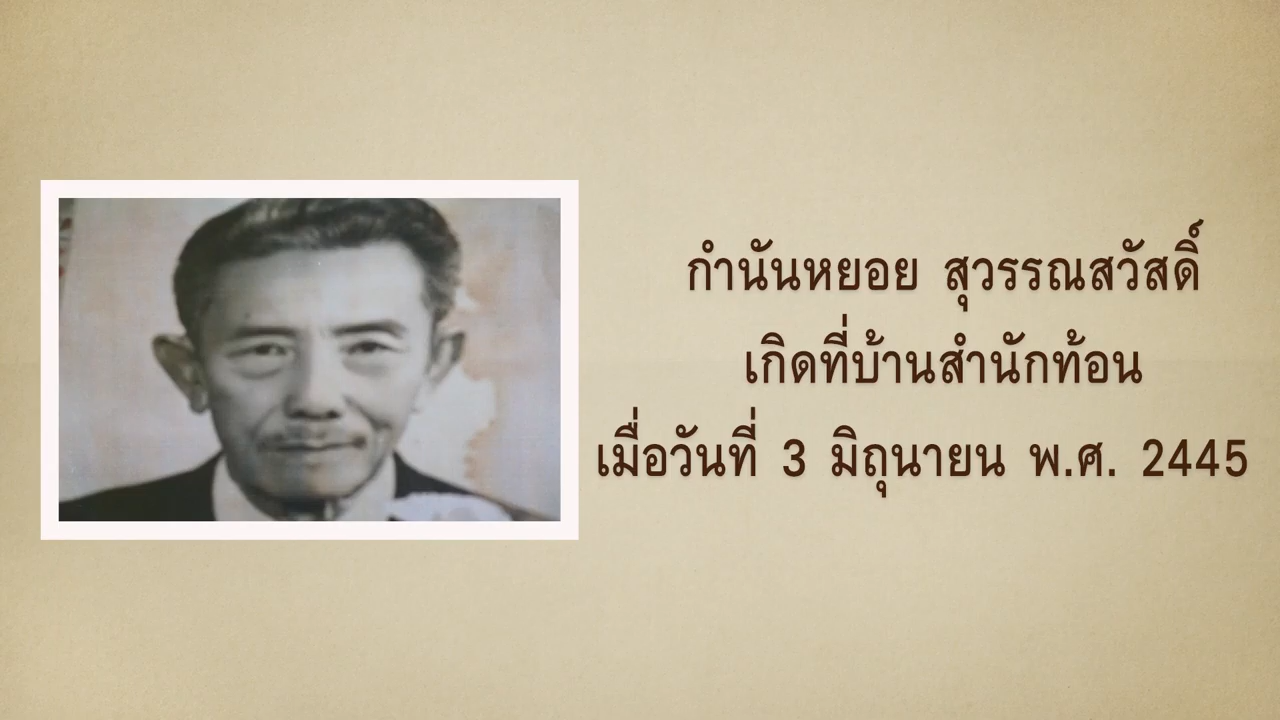 กำนันหยอย สุวรรณสวัสดิ์
เกิดที่บ้านสำนักท้อน
เมื่อวันที่ 3 มิถุนายน พ.ศ. 2445